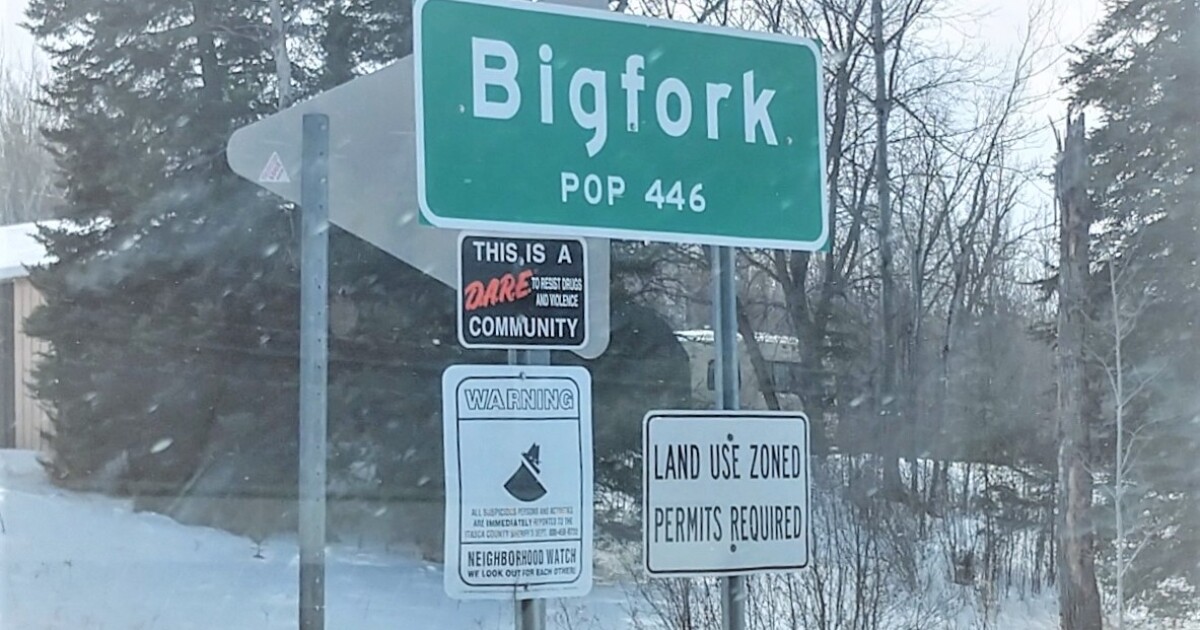 Bigfork
POP 446
THIS IS A
D.A.R.E. TO RESIST DRUGS
AND VIOLENCE
COMMUNITY
WARNING
ALL SUSPICIOUS PERSONS AND ACTIVITIES
ARE IMMEDIATELY REPORTED TO THE
ITASCA COUNTY SHERIFF'S DEPT.
NEIGHBORHOOD WATCH
WE LOOK OUT FOR EACH OTHER!
LAND USE ZONED
PERMITS REQUIRED